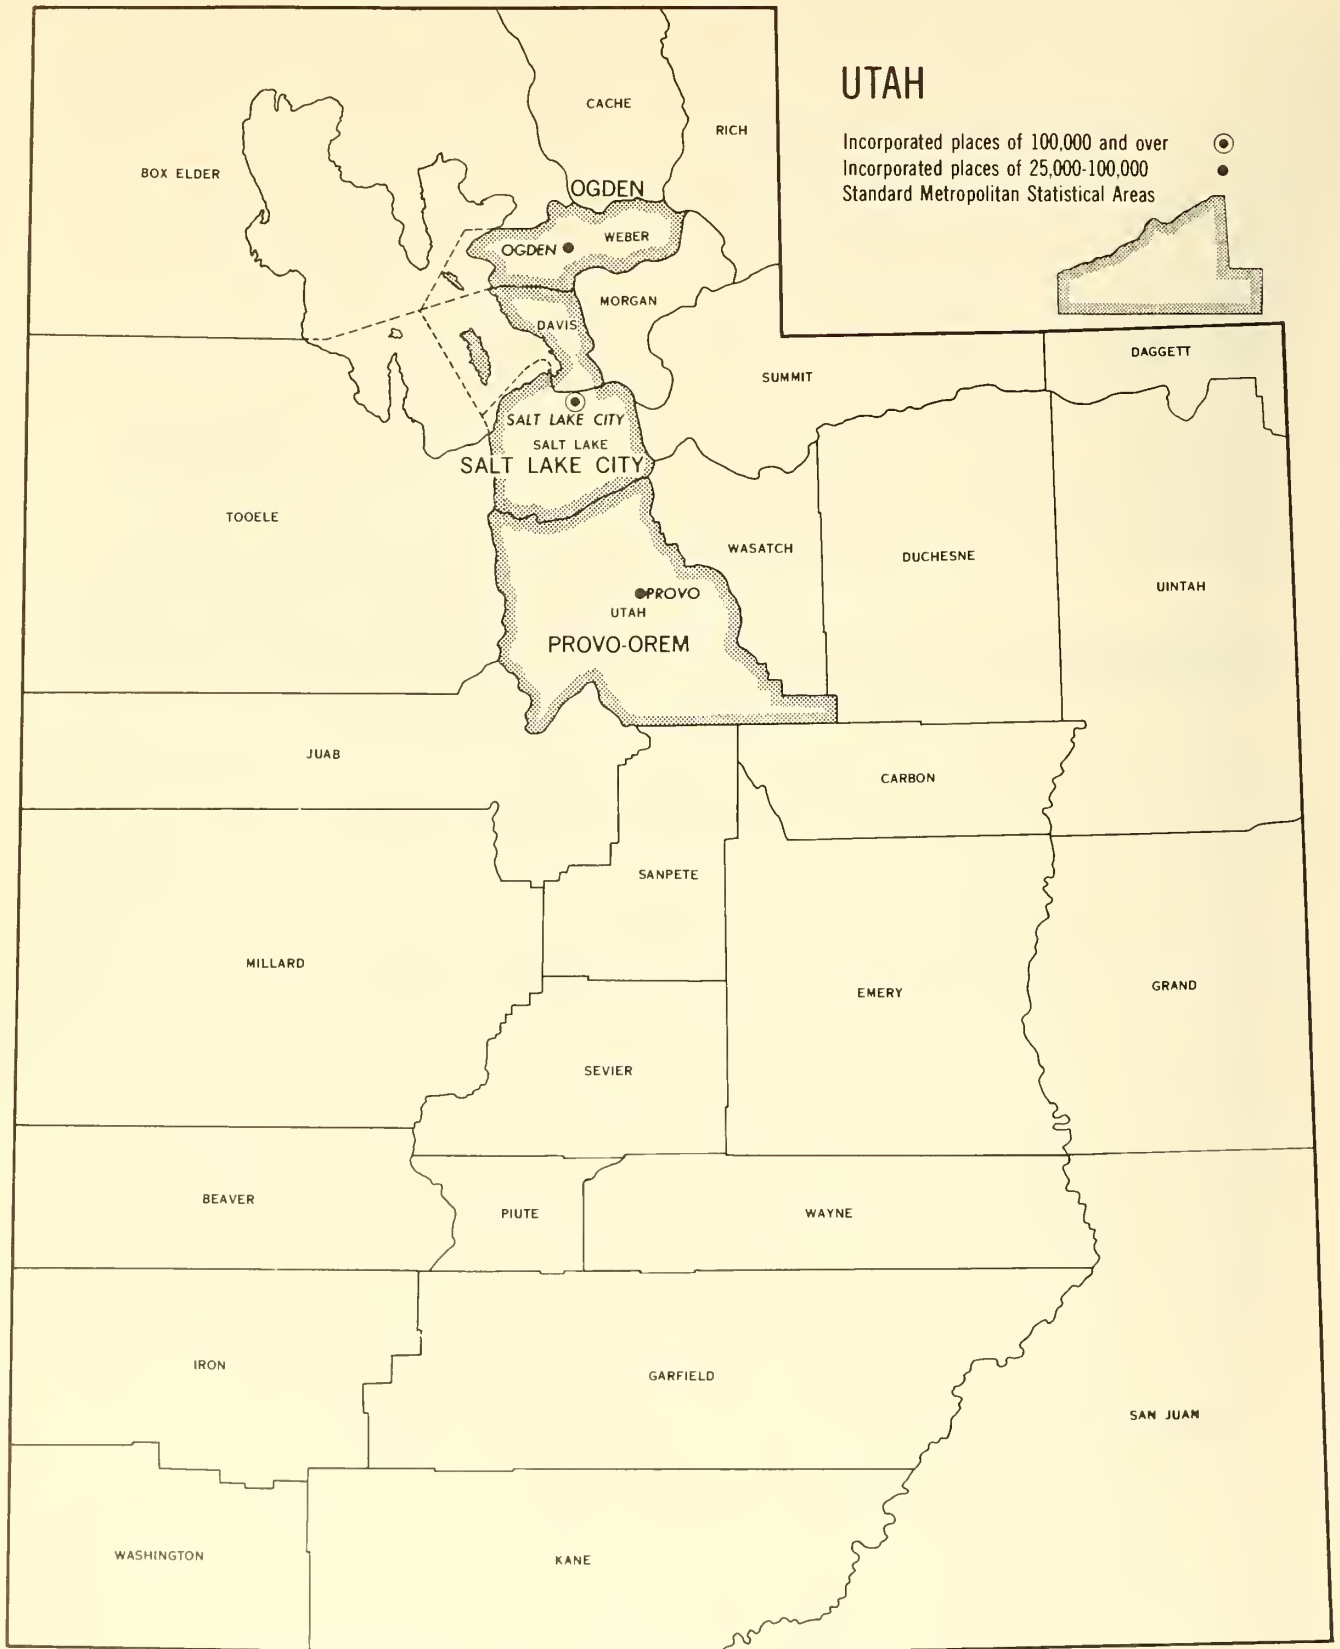 UTAH
Incorporated places of 100,000 and over
Incorporated places of 25,000-100,000
Standard Metropolitan Statistical Areas
CACHE
RICH
BOX ELDER
OGDEN
WEBER
OGDEN
MORGAN
DAVIS
DAGGETT
SUMMIT
SALT LAKE CITY
SALT LAKE
SALT LAKE CITY
TOOELE
WASATCH
DUCHESNE
UINTAH
PROVO
UTAH
PROVO-OREM
JUAB
CARBON
SANPETE
MILLARD
EMERY
GRAND
SEVIER
BEAVER
PIUTE
WAYNE
IRON
GARFIELD
SAN JUAN
WASHINGTON
KANE